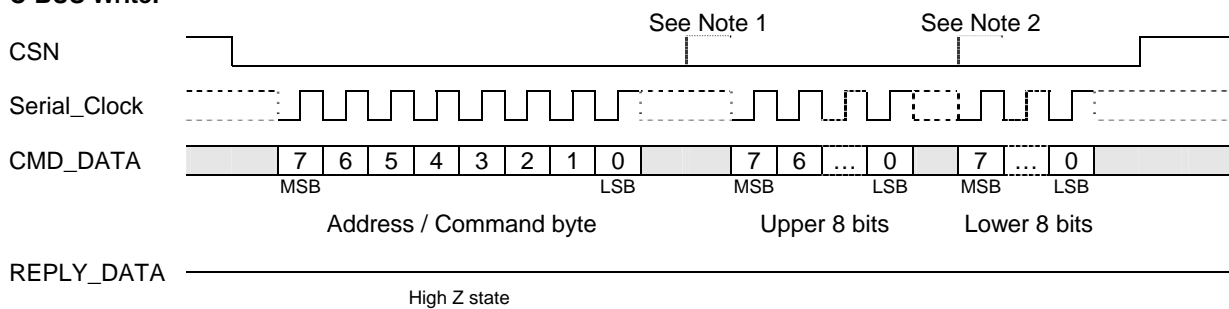 C-BUS Write:
See Note 1 See Note 2
CSN
Serial_Clock
CMD_DATA 7 6 5 4 3 2 1 0 7 6 … 0 7 … 0
MSB LSB MSB LSB MSB LSB
Address / Command byte Upper 8 bits Lower 8 bits
REPLY_DATA
High Z state